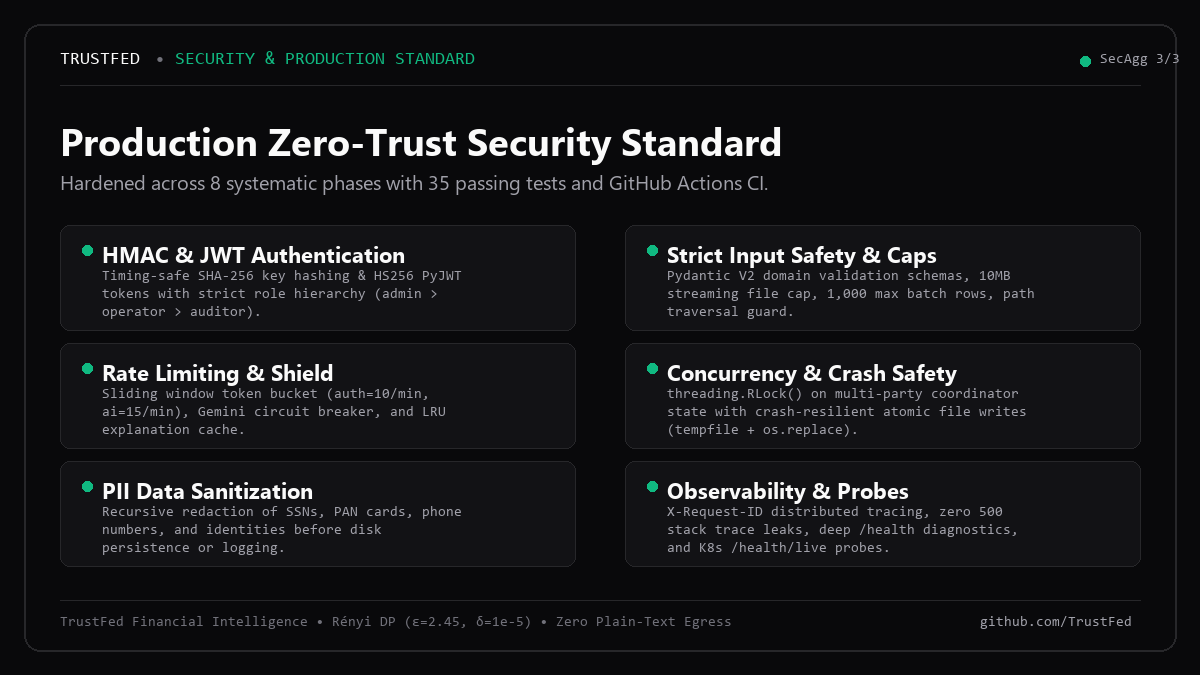 TRUSTFED • SECURITY & PRODUCTION STANDARD
SecAgg 3/3
Production Zero-Trust Security Standard
Hardened across 8 systematic phases with 35 passing tests and GitHub Actions CI.
HMAC & JWT Authentication
Timing-safe SHA-256 key hashing & HS256 PyJWT
tokens with strict role hierarchy (admin >
operator > auditor).
Strict Input Safety & Caps
Pydantic V2 domain validation schemas, 10MB
streaming file cap, 1,000 max batch rows, path
traversal guard.
Rate Limiting & Shield
Sliding window token bucket (auth=10/min,
ai=15/min), Gemini circuit breaker, and LRU
explanation cache.
Concurrency & Crash Safety
threading.RLock() on multi-party coordinator
state with crash-resilient atomic file writes
(tempfile + os.replace).
PII Data Sanitization
Recursive redaction of SSNs, PAN cards, phone
numbers, and identities before disk
persistence or logging.
Observability & Probes
X-Request-ID distributed tracing, zero 500
stack trace leaks, deep /health diagnostics,
and K8s /health/live probes.
TrustFed Financial Intelligence • Rényi DP (ε=2.45, δ=1e-5) • Zero Plain-Text Egress
github.com/TrustFed